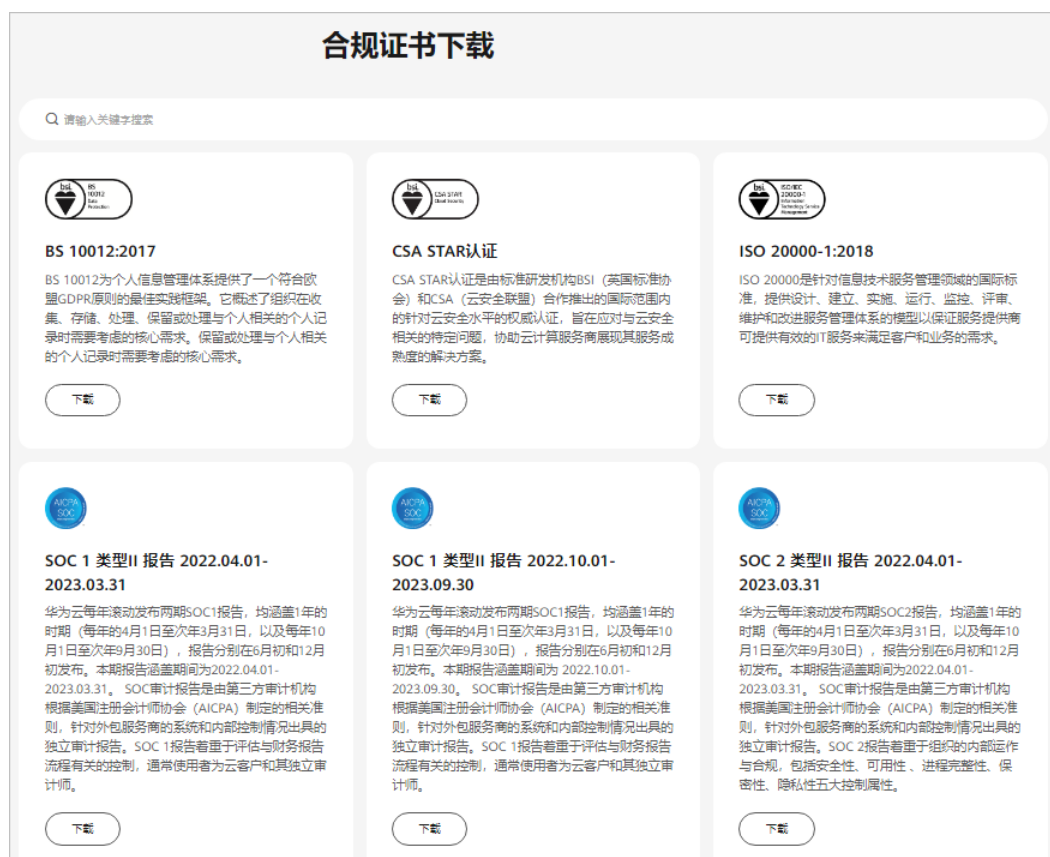 合规证书下载
请输入关键字搜索
bsi.
BS
10012
Data
Protection
BS 10012:2017
BS 10012为个人信息管理体系提供了一个符合欧
盟GDPR原则的最佳实践框架。它概述了组织在收
集、存储、处理、保留或处理与个人相关的个人记
录时需要考虑的核心需求。保留或处理与个人相关
的个人记录时需要考虑的核心需求。
下载
bsi.
CSA STAR
Cloud Security
CSA STAR认证
CSA STAR认证是由标准研发机构BSI（英国标准协
会）和CSA（云安全联盟）合作推出的国际范围内
的针对云安全水平的权威认证，旨在应对与云安全
相关的特定问题，协助云计算服务商展现其服务成
熟度的解决方案。
下载
bsi.
ISO/IEC
20000-1
Information
Technology Service
Management
ISO 20000-1:2018
ISO 20000是针对信息技术服务管理领域的国际标
准，提供设计、建立、实施、运行、监控、评审、
维护和改进服务管理体系的模型以保证服务提供商
可提供有效的IT服务来满足客户和业务的需求。
下载
AICPA
SOC
SOC 1 类型II 报告 2022.04.01-
2023.03.31
华为云每年滚动发布两期SOC1报告，均涵盖1年的
时期（每年的4月1日至次年3月31日，以及每年10
月1日至次年9月30日），报告分别在6月初和12月
初发布。本期报告涵盖期间为2022.04.01-
2023.03.31。 SOC审计报告是由第三方审计机构
根据美国注册会计师协会（AICPA）制定的相关准
则，针对外包服务商的系统和内部控制情况出具的
独立审计报告。SOC 1报告着重于评估与财务报告
流程有关的控制，通常使用者为云客户和其独立审
计师。
下载
AICPA
SOC
SOC 1 类型II 报告 2022.10.01-
2023.09.30
华为云每年滚动发布两期SOC1报告，均涵盖1年的
时期（每年的4月1日至次年3月31日，以及每年10
月1日至次年9月30日），报告分别在6月初和12月
初发布。本期报告涵盖期间为 2022.10.01-
2023.09.30。 SOC审计报告是由第三方审计机构
根据美国注册会计师协会（AICPA）制定的相关准
则，针对外包服务商的系统和内部控制情况出具的
独立审计报告。SOC 1报告着重于评估与财务报告
流程有关的控制，通常使用者为云客户和其独立审
计师。
下载
AICPA
SOC
SOC 2 类型II 报告 2022.04.01-
2023.03.31
华为云每年滚动发布两期SOC2报告，均涵盖1年的
时期（每年的4月1日至次年3月31日，以及每年10
月1日至次年9月30日），报告分别在6月初和12月
初发布。本期报告涵盖期间为2022.04.01-
2023.03.31。 SOC审计报告是由第三方审计机构
根据美国注册会计师协会（AICPA）制定的相关准
则，针对外包服务商的系统和内部控制情况出具的
独立审计报告。SOC 2报告着重于组织的内部运作
与合规，包括安全性、可用性 、进程完整性、保
密性、隐私性五大控制属性。
下载